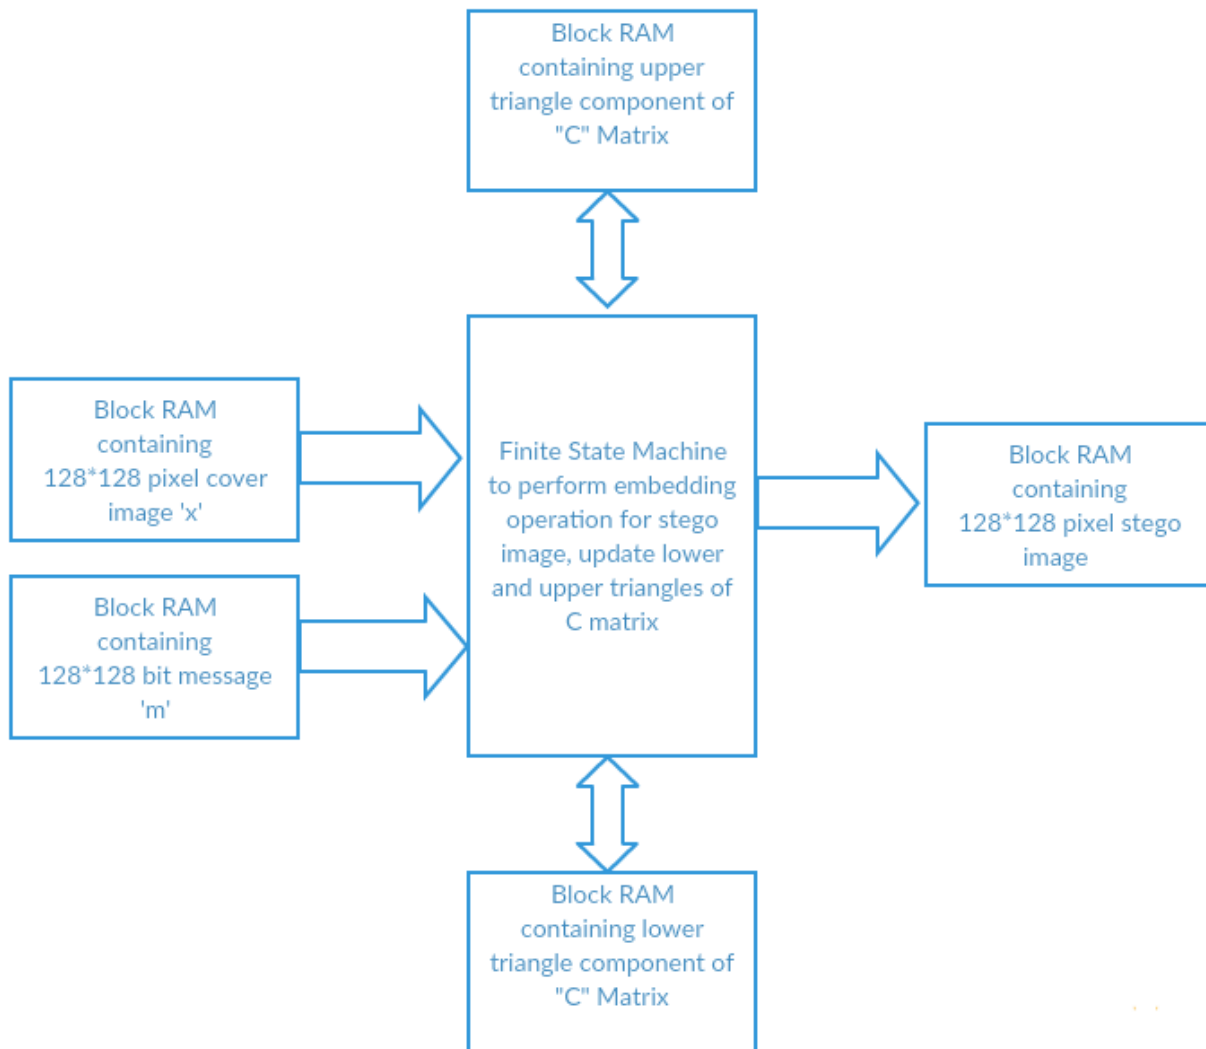 Block RAM
containing upper
triangle component of
"C" Matrix
Block RAM
containing
128*128 pixel cover
image 'x'
Finite State Machine
to perform embedding
operation for stego
image, update lower
and upper triangles of
C matrix
Block RAM
containing
128*128 pixel stego
image
Block RAM
containing
128*128 bit message
'm'
Block RAM
containing lower
triangle component of
"C" Matrix